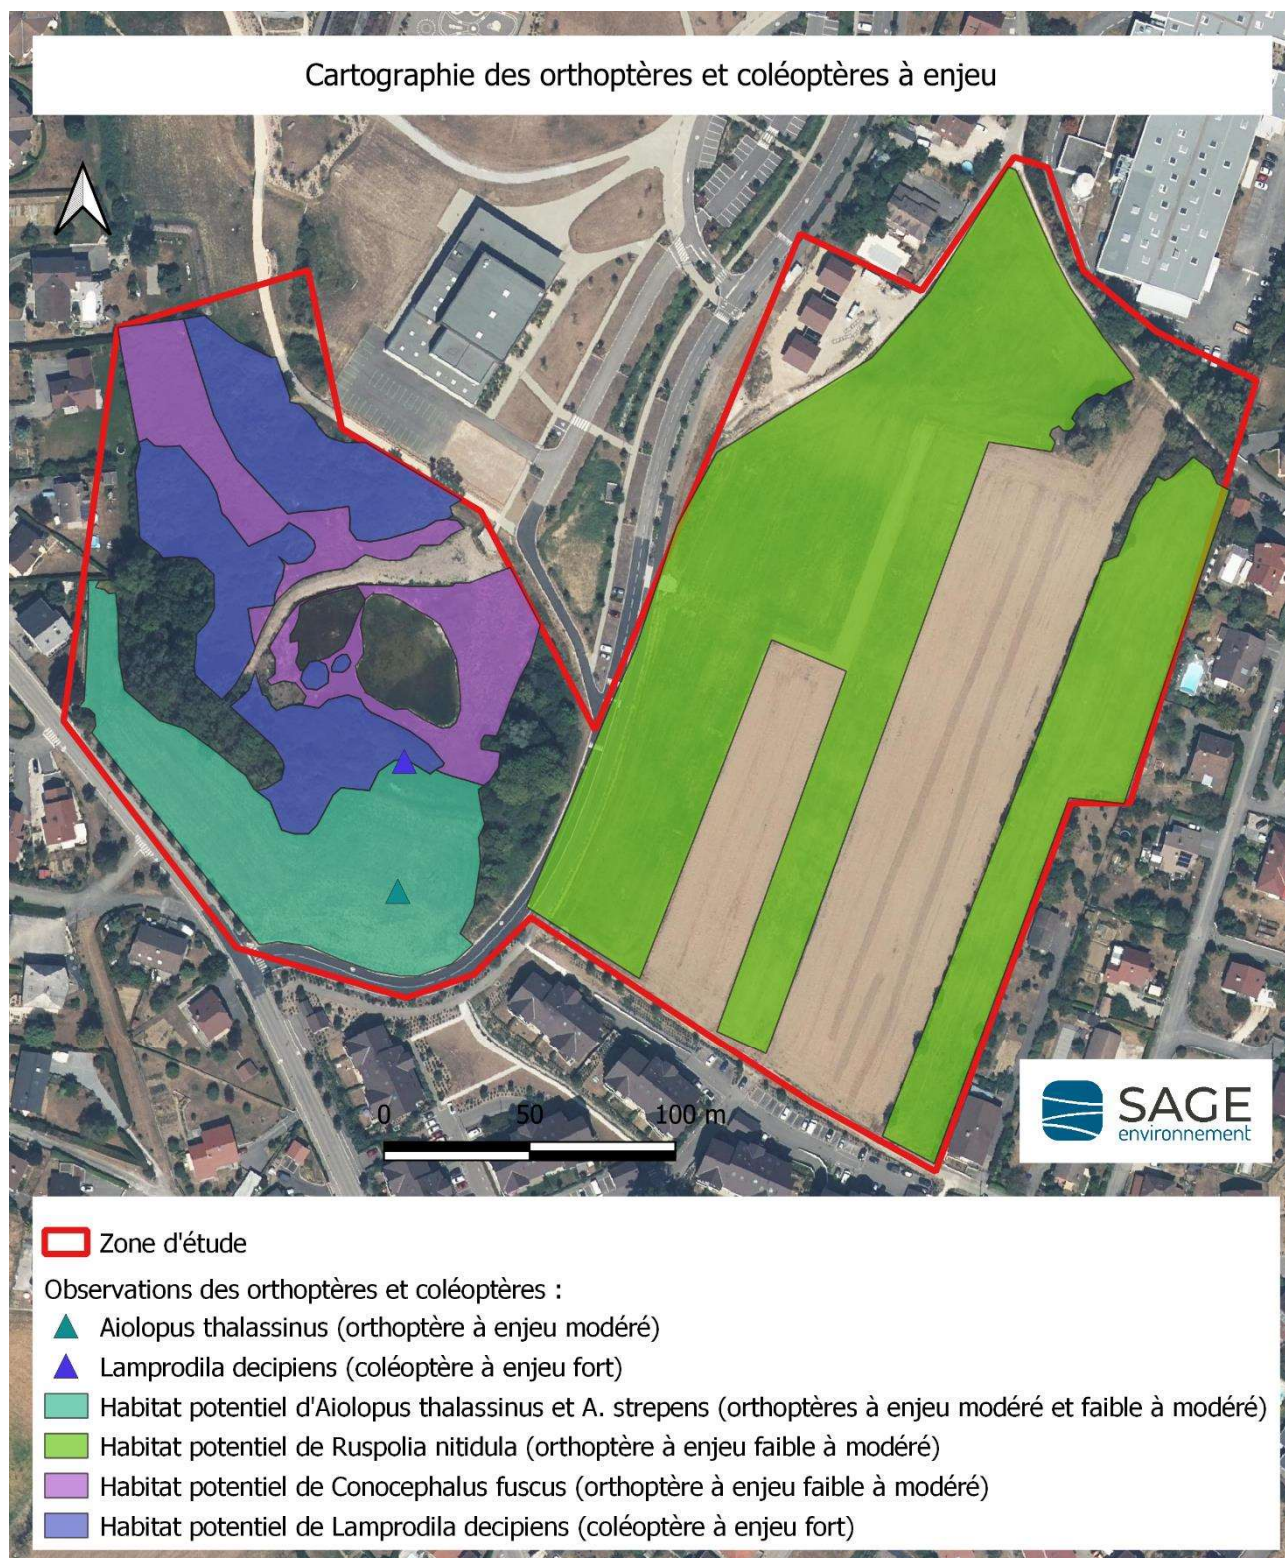 Cartographie des orthoptères et coléoptères à enjeu
0 50 100 m
SAGE
environnement
Zone d'étude
Observations des orthoptères et coléoptères :
Aiolopus thalassinus (orthoptère à enjeu modéré)
Lamprodila decipiens (coléoptère à enjeu fort)
Habitat potentiel d'Aiolopus thalassinus et A. strepens (orthoptères à enjeu modéré et faible à modéré)
Habitat potentiel de Ruspolia nitidula (orthoptère à enjeu faible à modéré)
Habitat potentiel de Conocephalus fuscus (orthoptère à enjeu faible à modéré)
Habitat potentiel de Lamprodila decipiens (coléoptère à enjeu fort)